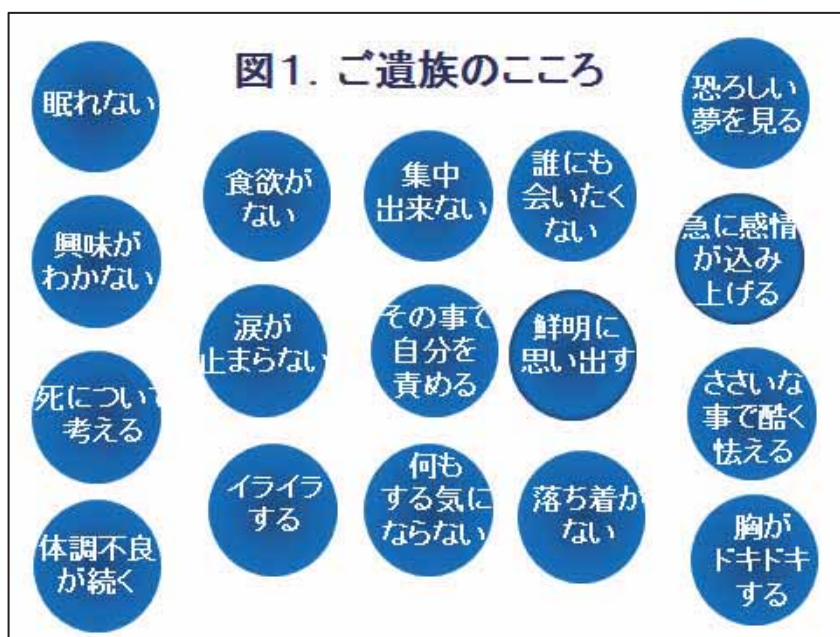 図1. ご遺族のこころ
眠れない
食欲が
ない
集中
出来ない
誰にも
会いたく
ない
恐ろしい
夢を見る
興味が
わかない
涙が
止まらない
その事で
自分を
責める
鮮明に
思い出す
急に感情
が込み
上げる
死について
考える
イライラ
する
何も
する気に
ならない
落ち着か
ない
ささいな
事で酷く
怯える
体調不良
が続く
胸が
ドキドキ
する